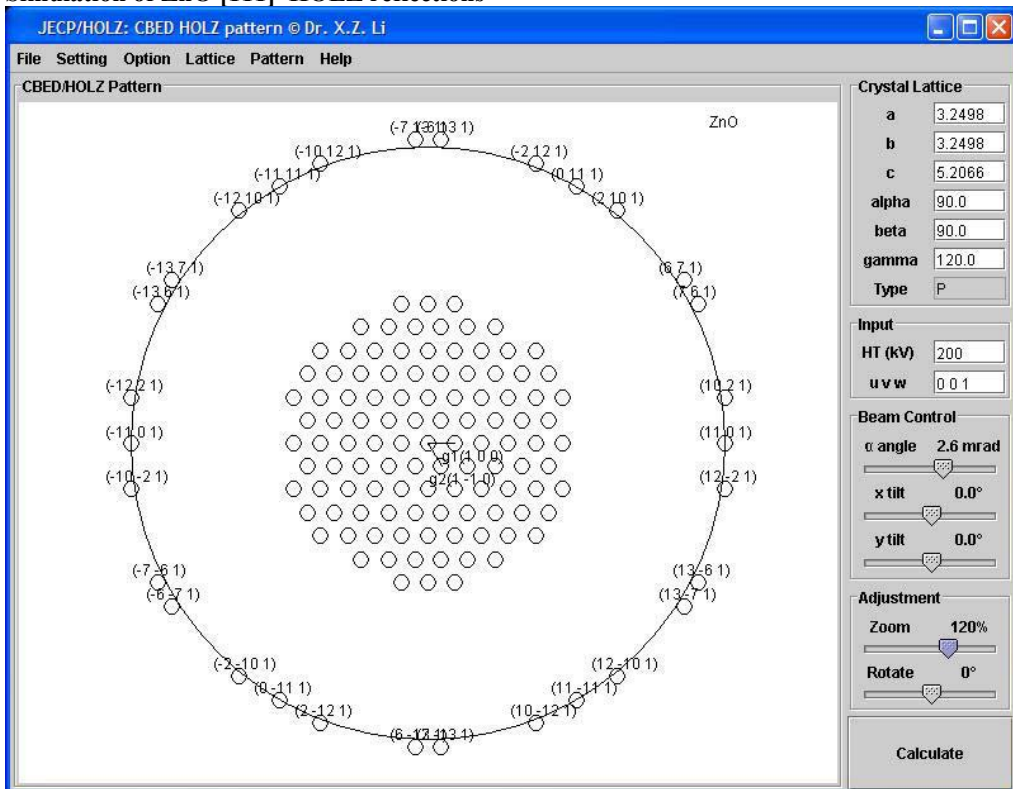 JECP/HOLZ: CBED HOLZ pattern © Dr. X.Z. Li
File Setting Option Lattice Pattern Help
CBED/HOLZ Pattern
ZnO
(-10 12 1)
(-2 12 1)
(-11 11 1)
(0 11 1)
(-12 10 1)
(2 10 1)
(-13 7 1)
(6 7 1)
(-13 6 1)
(7 6 1)
(-12 2 1)
(10 2 1)
(-11 0 1)
(11 0 1)
g1(1 0 0)
g2(1 -1 0)
(-10 -2 1)
(12 -2 1)
(-7 -6 1)
(13 -6 1)
(-6 -7 1)
(13 -7 1)
(-2 -10 1)
(12 -10 1)
(0 -11 1)
(11 -11 1)
(2 -12 1)
(10 -12 1)
Crystal Lattice
a 3.2498
b 3.2498
c 5.2066
alpha 90.0
beta 90.0
gamma 120.0
Type P
Input
HT (kV) 200
u v w 0 0 1
Beam Control
α angle 2.6 mrad
x tilt 0.0°
y tilt 0.0°
Adjustment
Zoom 120%
Rotate 0°
Calculate